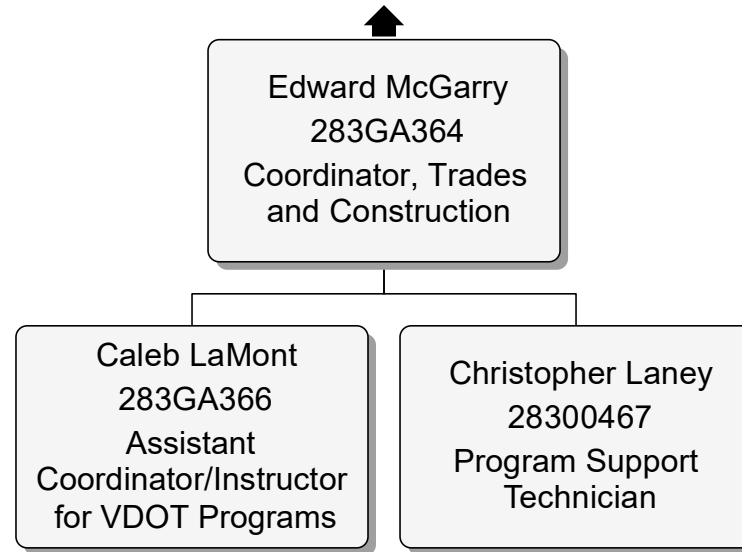 Edward McGarry
283GA364
Coordinator, Trades
and Construction
Caleb LaMont
283GA366
Assistant
Coordinator/Instructor
for VDOT Programs
Christopher Laney
28300467
Program Support
Technician